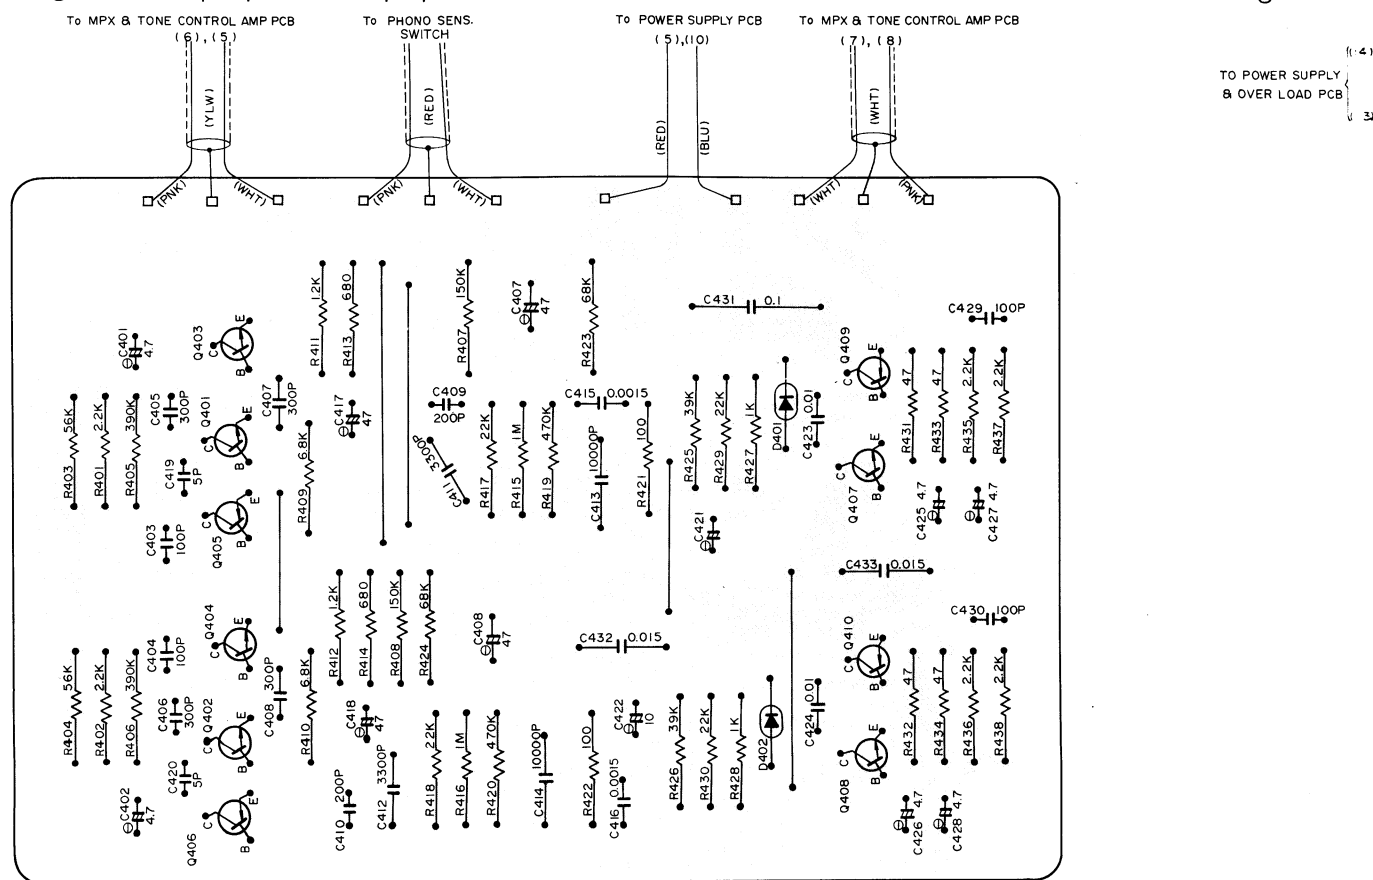 To MPX & TONE CONTROL AMP PCB
(6), (5)
To PHONO SENS.
SWITCH
To POWER SUPPLY PCB
(5),(10)
To MPX & TONE CONTROL AMP PCB
(7), (8)
TO POWER SUPPLY
& OVER LOAD PCB
(YLW)
(RED)
(RED)
(BLU)
(WHT)
(PNK)
(WHT)
(PNK)
(WHT)
(WHT)
(PNK)
R411 1.2K
R413 680
R407 150K
C407 47
R423 68K
C431 0.1
C429 100P
C401 4.7
Q403 E C B
Q409 E C
R403 56K
R401 2.2K
R405 390K
C405 300P
Q401 C E B
C407 300P
C417 47
C409
200P
C415 0.0015
D401
C423 0.01
R431 47
R433 47
R435 2.2K
R437 2.2K
C419 5P
R409 6.8K
C411 3300P
R417 22K
R415 1M
R419 470K
C413 10000P
R421 100
R425 39K
R429 22K
R427 1K
Q407 C E B
C403 100P
Q405 C E B
C421
C425 4.7
C427 4.7
C433 0.015
R412 1.2K
R414 680
R408 150K
R424 68K
C408 47
C432 0.015
C430 100P
R404 56K
R402 2.2K
R406 390K
C404 100P
Q404 E C B
C408 300P
R410 6.8K
Q410 E C B
R432 47
R434 47
R436 2.2K
R438 2.2K
C406 300P
Q402 C E B
C418 47
C422 10
R426 39K
R430 22K
R428 1K
D402
C424 0.01
C420 5P
C412 3300P
R418 22K
R416 1M
R420 470K
C414 10000P
R422 100
C416 0.0015
Q408 C E B
C402 4.7
Q406 C E B
C410 200P
C426 4.7
C428 4.7